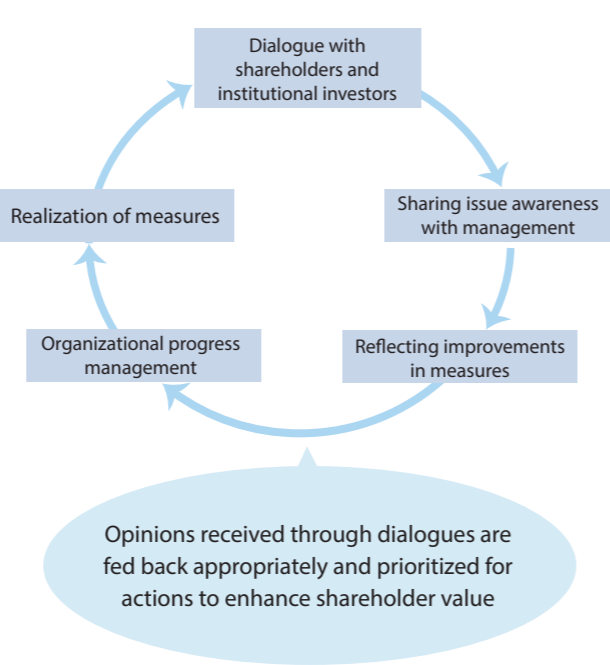 Dialogue with
shareholders and
institutional investors
Sharing issue awareness
with management
Reflecting improvements
in measures
Organizational progress
management
Realization of measures
Opinions received through dialogues are
fed back appropriately and prioritized for
actions to enhance shareholder value